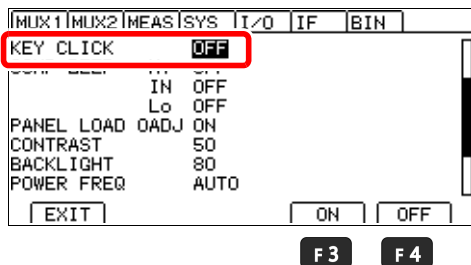 MUX1 MUX2 MEAS SYS I/O IF BIN
KEY CLICK OFF
IN OFF
Lo OFF
PANEL LOAD 0ADJ ON
CONTRAST 50
BACKLIGHT 80
POWER FREQ AUTO
EXIT ON OFF
F3 F4